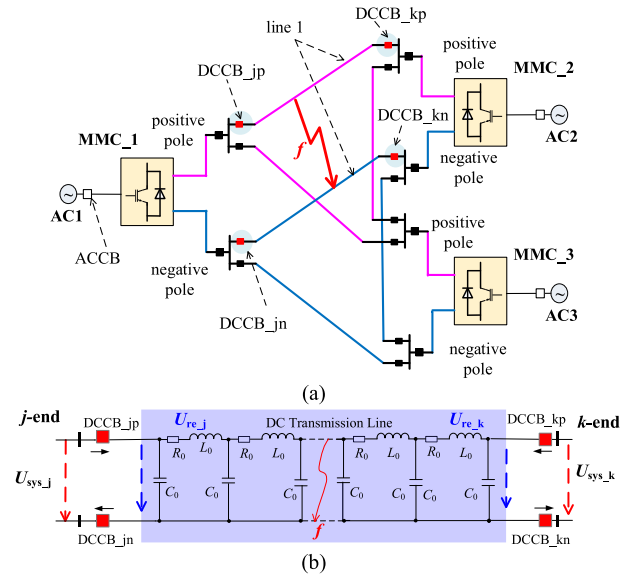 DCCB_kp
line 1
positive
pole
MMC_2
DCCB_jp
DCCB_kn
MMC_1
positive
pole
f
AC2
negative
pole
AC1
positive
pole
MMC_3
ACCB
negative
pole
DCCB_jn
AC3
negative
pole
(a)
j-end
DCCB_jp
U_re_j
DC Transmission Line
U_re_k
DCCB_kp
k-end
R0 L0 R0 L0 R0 L0 R0 L0
U_sys_j
C0 C0 C0 C0 C0 C0
U_sys_k
f
DCCB_jn
DCCB_kn
(b)